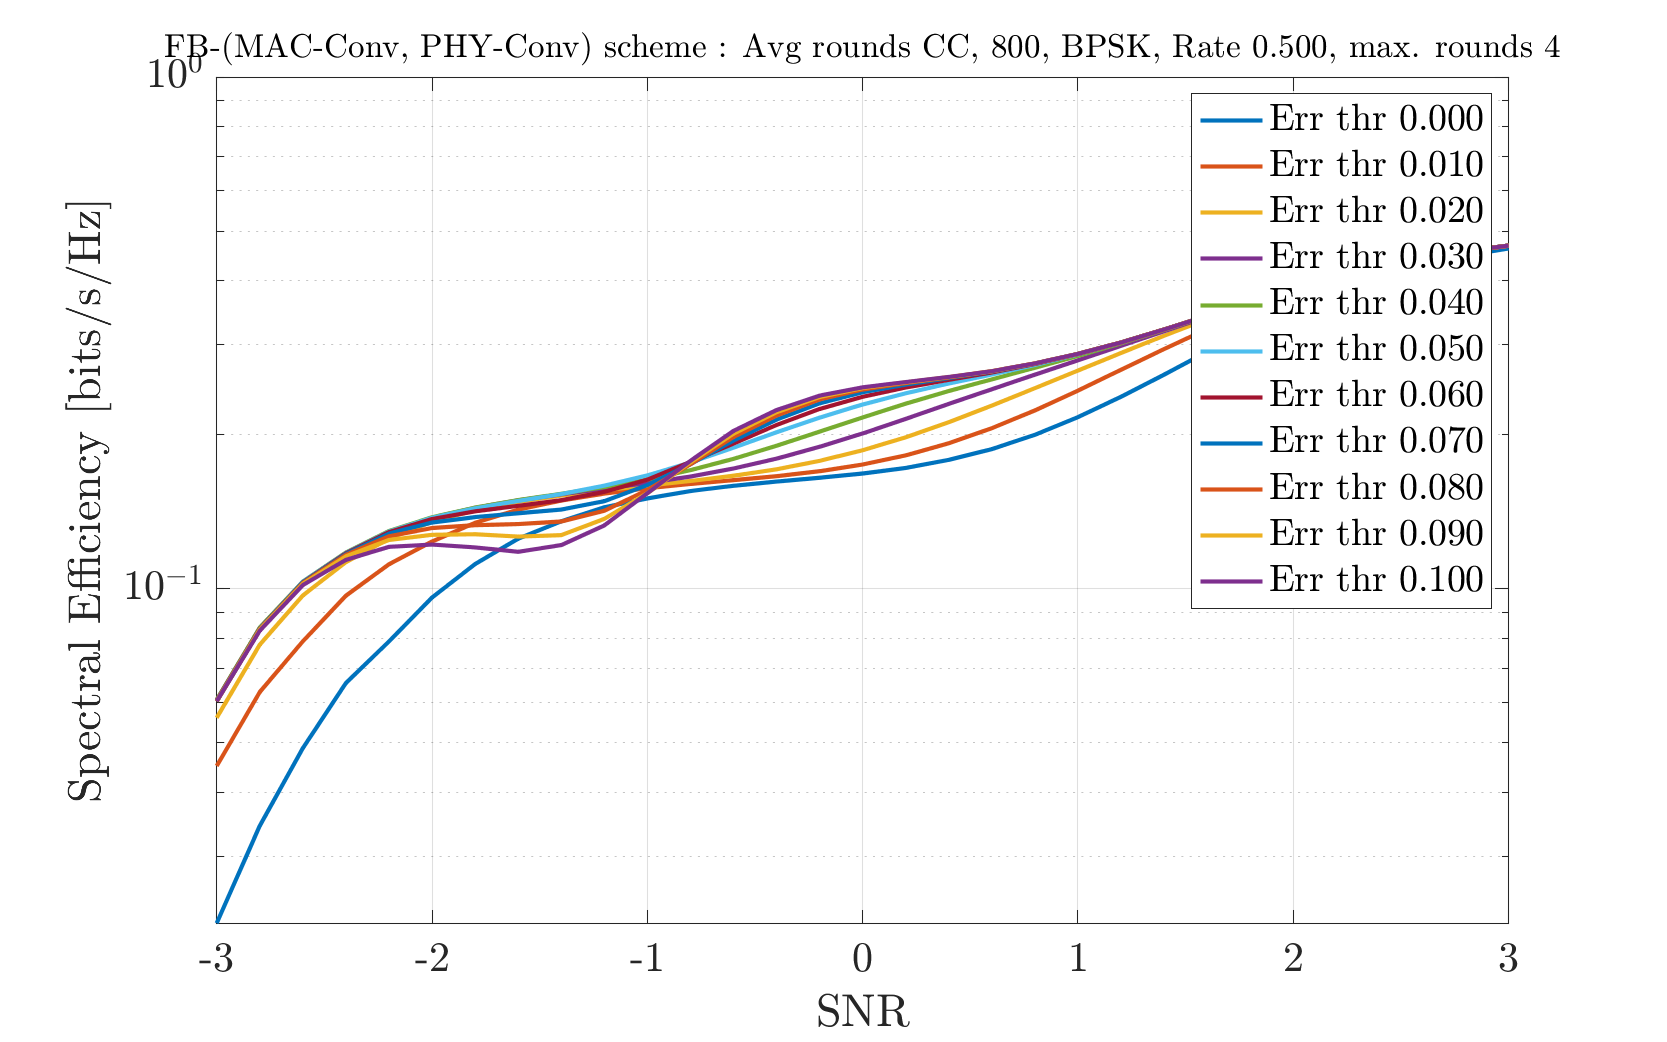 FB-(MAC-Conv, PHY-Conv) scheme : Avg rounds CC, 800, BPSK, Rate 0.500, max. rounds 4
10^0
10^{-1}
Spectral Efficiency [bits/s/Hz]
Err thr 0.000
Err thr 0.010
Err thr 0.020
Err thr 0.030
Err thr 0.040
Err thr 0.050
Err thr 0.060
Err thr 0.070
Err thr 0.080
Err thr 0.090
Err thr 0.100
-3 -2 -1 0 1 2 3
SNR